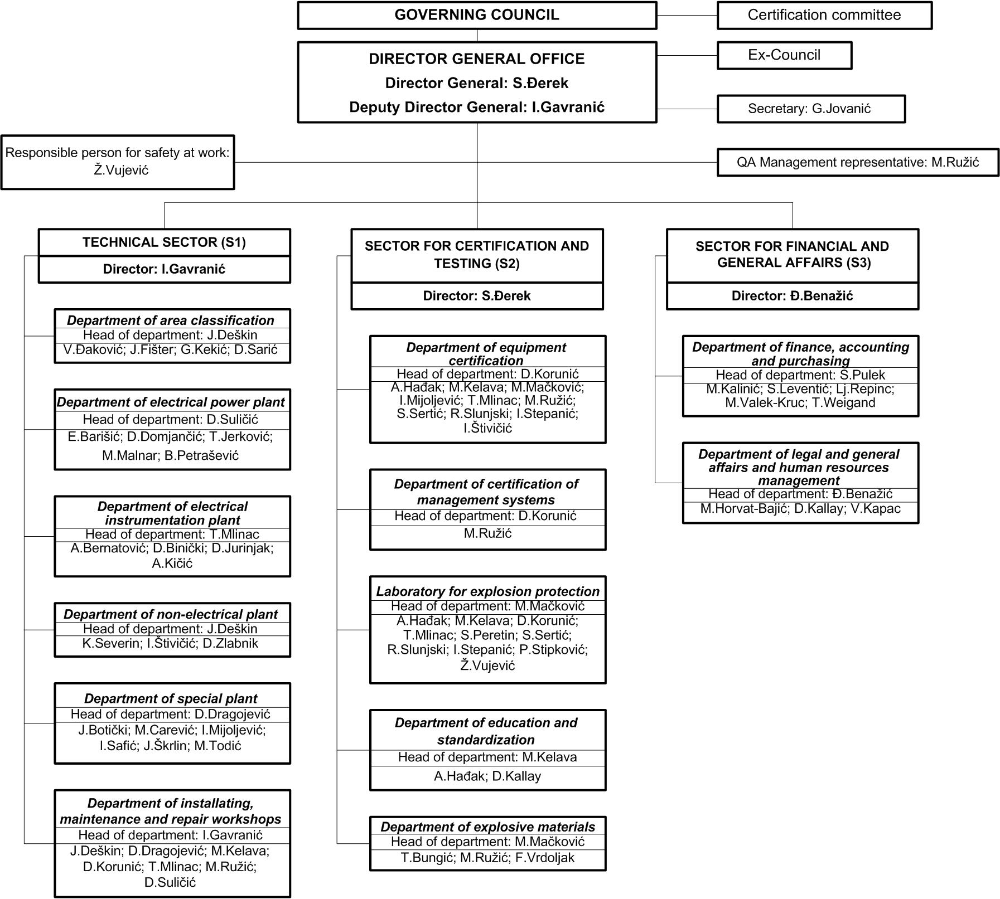 GOVERNING COUNCIL
Certification committee
DIRECTOR GENERAL OFFICE
Director General: S.Đerek
Deputy Director General: I.Gavranić
Ex-Council
Secretary: G.Jovanić
Responsible person for safety at work:
Ž.Vujević
QA Management representative: M.Ružić
TECHNICAL SECTOR (S1)
Director: I.Gavranić
Department of area classification
Head of department: J.Deškin
V.Đaković; J.Fišter; G.Kekić; D.Sarić
Department of electrical power plant
Head of department: D.Suličić
E.Barišić; D.Domjančić; T.Jerković;
M.Malnar; B.Petrašević
Department of electrical
instrumentation plant
Head of department: T.Mlinac
A.Bernatović; D.Binički; D.Jurinjak;
A.Kičić
Department of non-electrical plant
Head of department: J.Deškin
K.Severin; I.Štivičić; D.Zlabnik
Department of special plant
Head of department: D.Dragojević
J.Botički; M.Carević; I.Mijoljević;
I.Safić; J.Škrlin; M.Todić
Department of installating,
maintenance and repair workshops
Head of department: I.Gavranić
J.Deškin; D.Dragojević; M.Kelava;
D.Korunić; T.Mlinac; M.Ružić;
D.Suličić
SECTOR FOR CERTIFICATION AND
TESTING (S2)
Director: S.Đerek
Department of equipment
certification
Head of department: D.Korunić
A.Hađak; M.Kelava; M.Mačković;
I.Mijoljević; T.Mlinac; M.Ružić;
S.Sertić; R.Slunjski; I.Stepanić;
I.Štivičić
Department of certification of
management systems
Head of department: D.Korunić
M.Ružić
Laboratory for explosion protection
Head of department: M.Mačković
A.Hađak; M.Kelava; D.Korunić;
T.Mlinac; S.Peretin; S.Sertić;
R.Slunjski; I.Stepanić; P.Stipković;
Ž.Vujević
Department of education and
standardization
Head of department: M.Kelava
A.Hađak; D.Kallay
Department of explosive materials
Head of department: M.Mačković
T.Bungić; M.Ružić; F.Vrdoljak
SECTOR FOR FINANCIAL AND
GENERAL AFFAIRS (S3)
Director: Đ.Benažić
Department of finance, accounting
and purchasing
Head of department: S.Pulek
M.Kalinić; S.Leventić; Lj.Repinc;
M.Valek-Kruc; T.Weigand
Department of legal and general
affairs and human resources
management
Head of department: Đ.Benažić
M.Horvat-Bajić; D.Kallay; V.Kapac